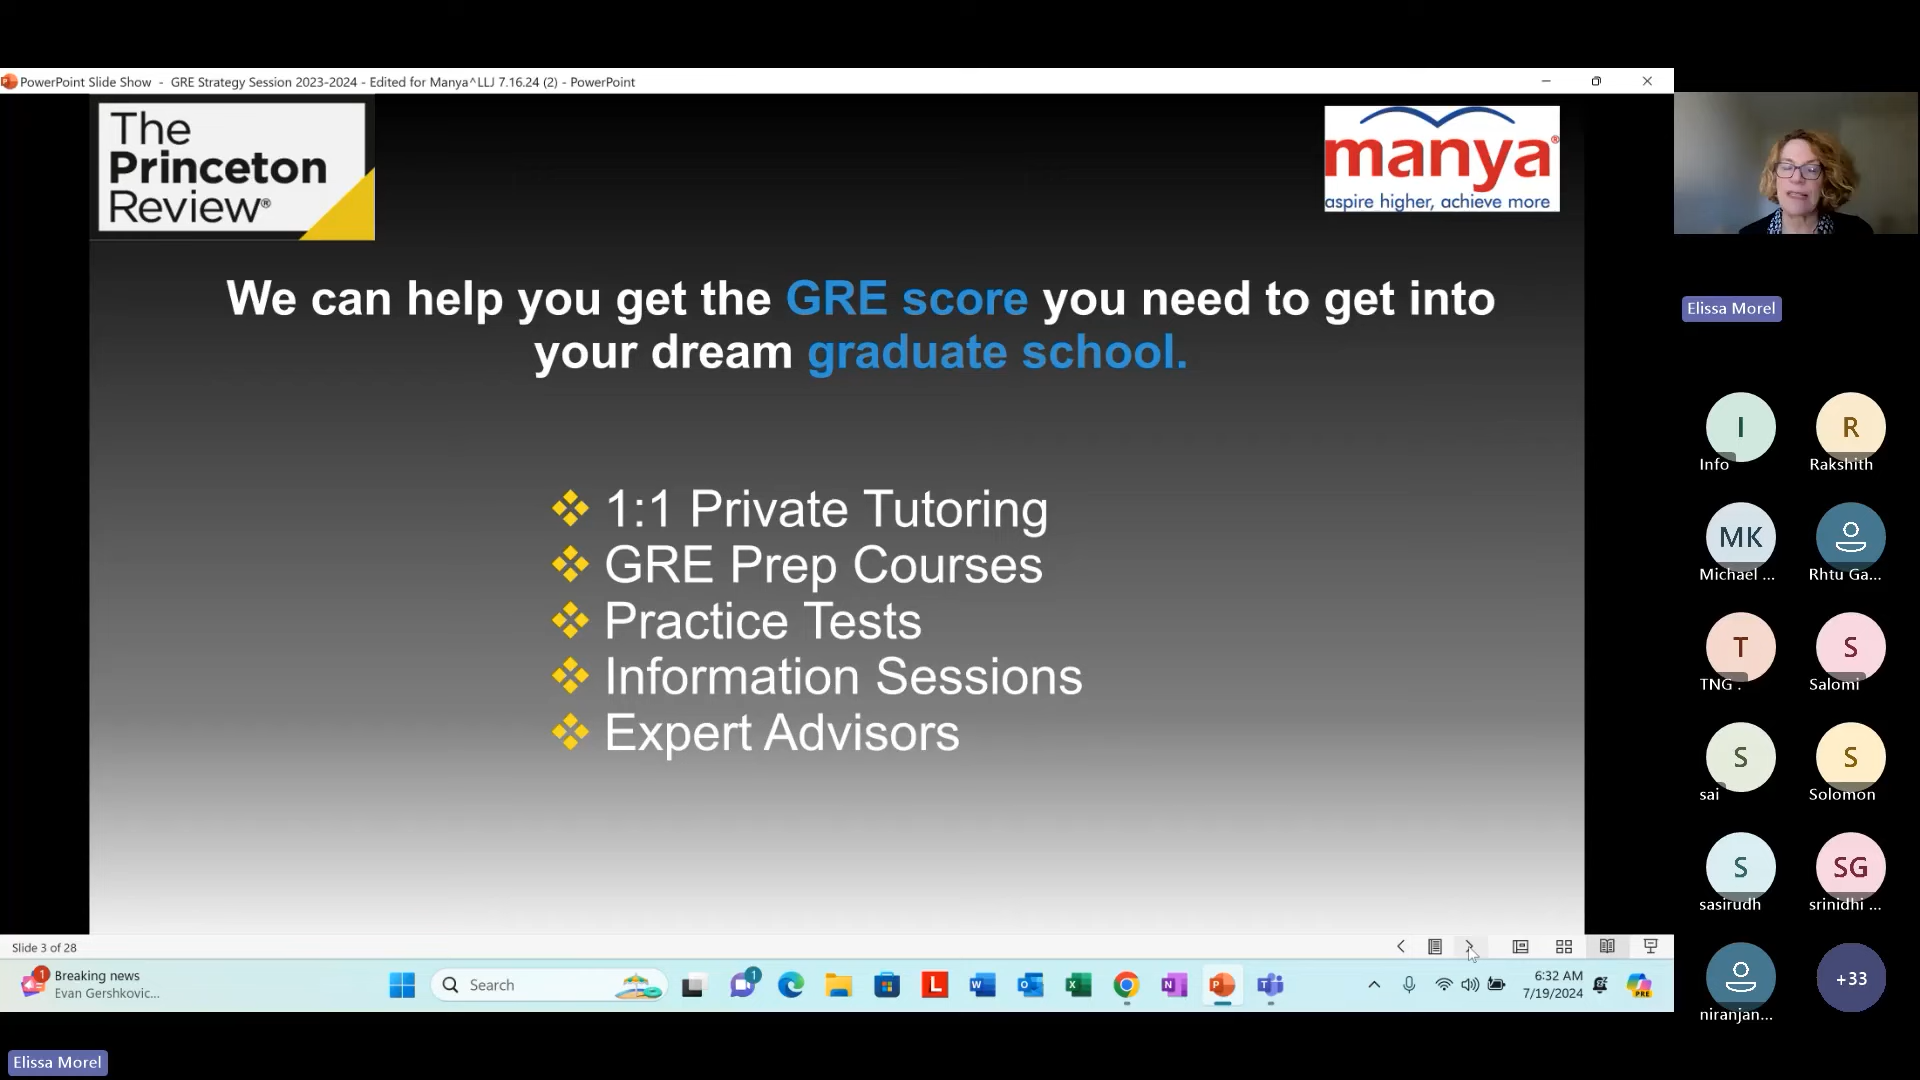 PowerPoint Slide Show - GRE Strategy Session 2023-2024 - Edited for Manya^LLJ 7.16.24 (2) - PowerPoint
The
Princeton
Review®
manya®
aspire higher, achieve more
We can help you get the GRE score you need to get into
your dream graduate school.
❖ 1:1 Private Tutoring
❖ GRE Prep Courses
❖ Practice Tests
❖ Information Sessions
❖ Expert Advisors
Elissa Morel
I
Info
R
Rakshith
MK
Michael ...
Rhtu Ga...
T
TNG .
S
Salomi
S
sai
S
Solomon
S
sasirudh
SG
srinidhi ...
niranjan...
+33
Slide 3 of 28
1
Breaking news
Evan Gershkovic...
Search
1
L
W
X
N
P
T
6:32 AM
7/19/2024
PRE
Elissa Morel